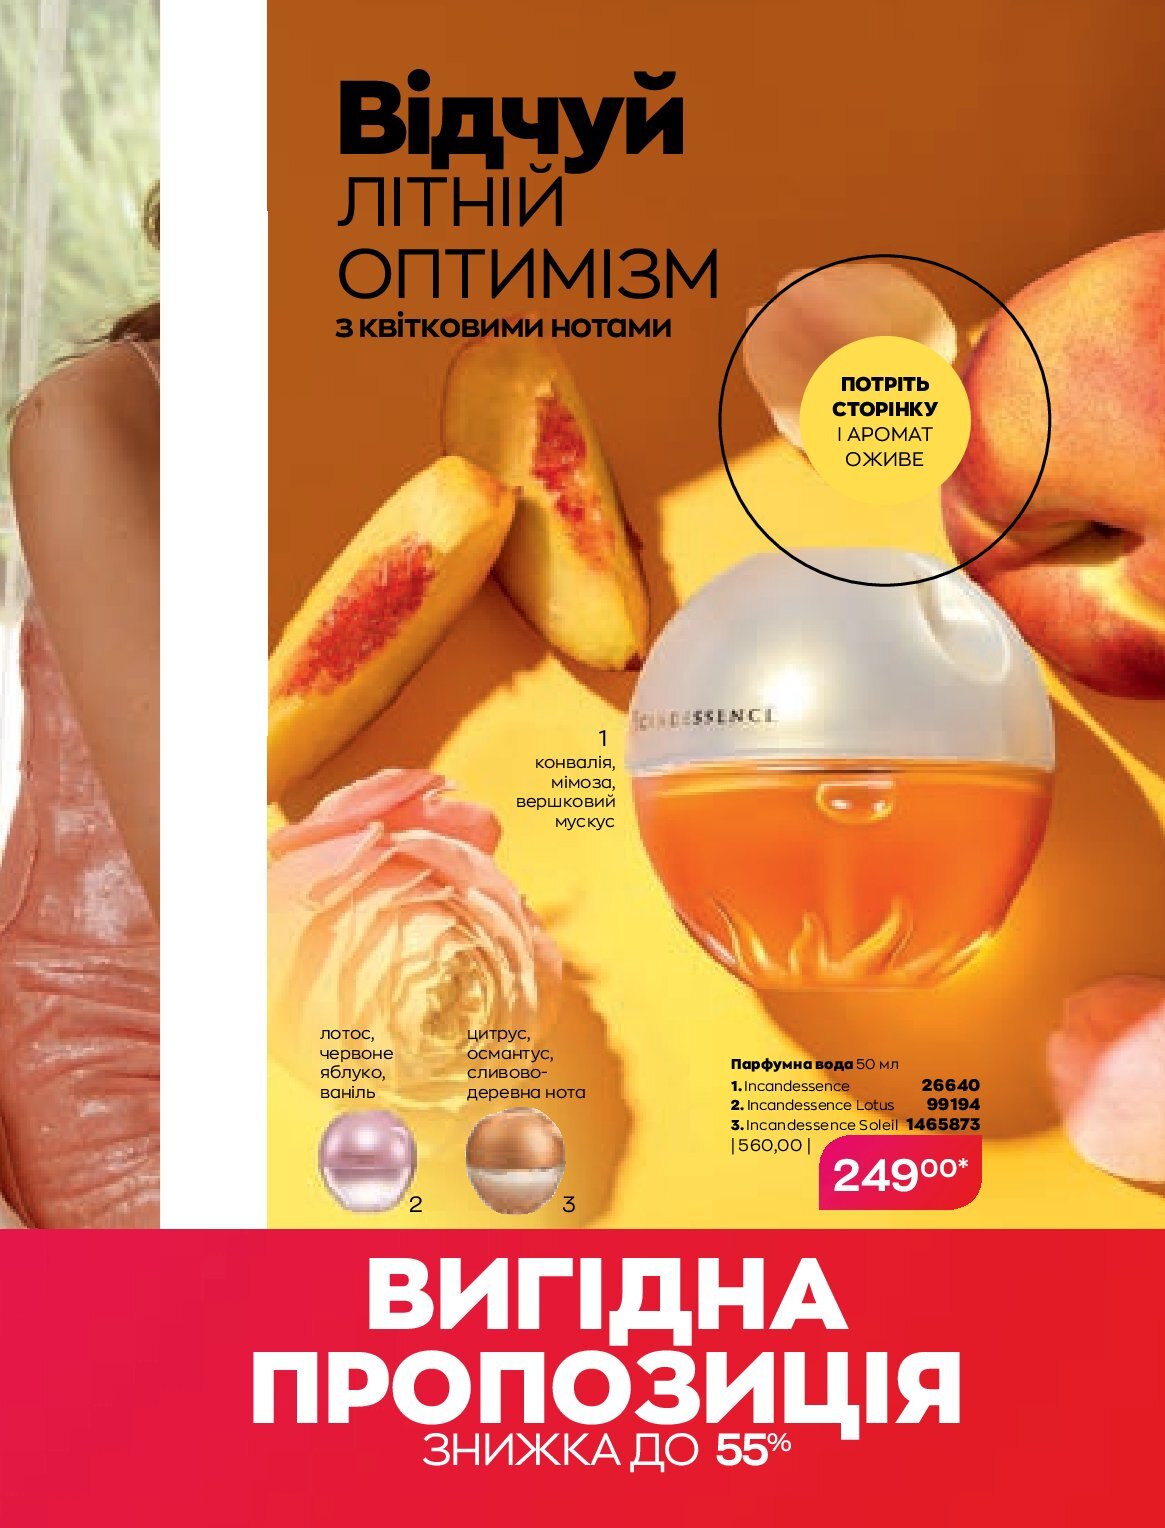 Відчуй
ЛІТНІЙ
ОПТИМІЗМ
з квітковими нотами
ПОТРІТЬ
СТОРІНКУ
І АРОМАТ
ОЖИВЕ
INCANDESSENCE
1
конвалія,
мімоза,
вершковий
мускус
лотос,
червоне
яблуко,
ваніль
2
цитрус,
османтус,
сливово-
деревна нота
3
Парфумна вода 50 мл
1. Incandessence 26640
2. Incandessence Lotus 99194
3. Incandessence Soleil 1465873
|560,00|
249⁰⁰*
ВИГІДНА
ПРОПОЗИЦІЯ
ЗНИЖКА ДО 55%